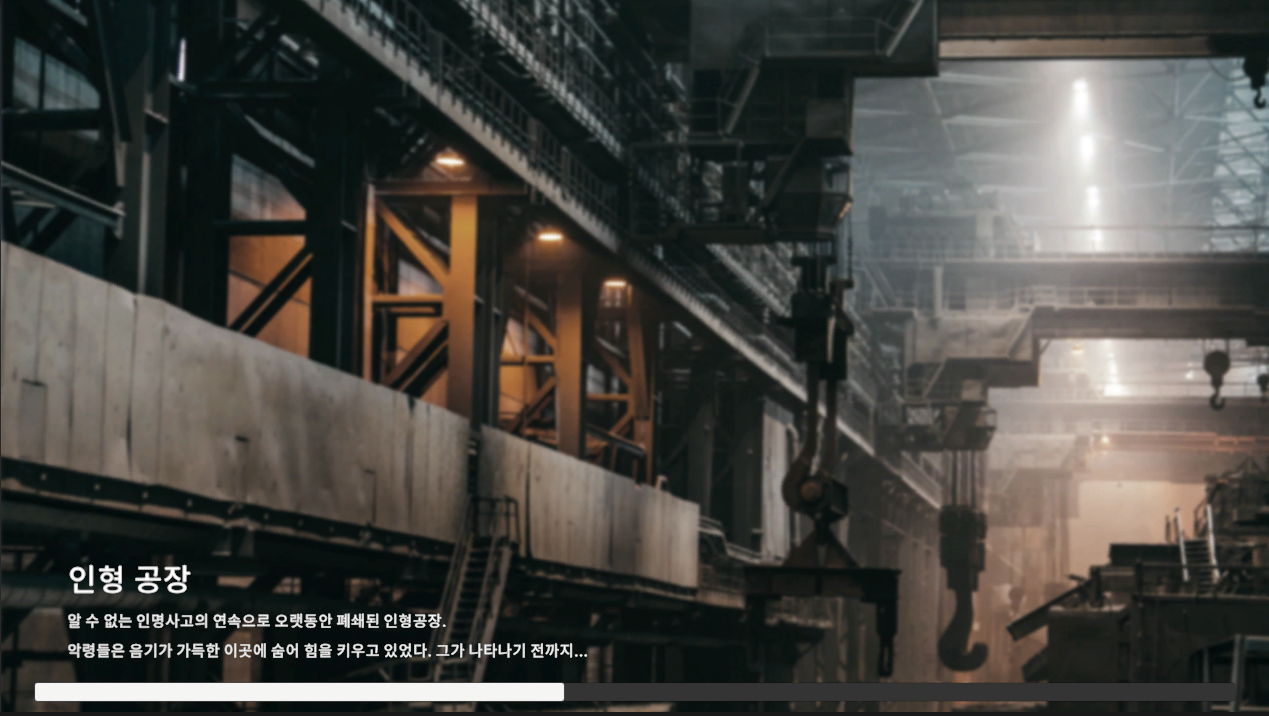 인형 공장
알 수 없는 인명사고의 연속으로 오랫동안 폐쇄된 인형공장.
악령들은 음기가 가득한 이곳에 숨어 힘을 키우고 있었다. 그가 나타나기 전까지...